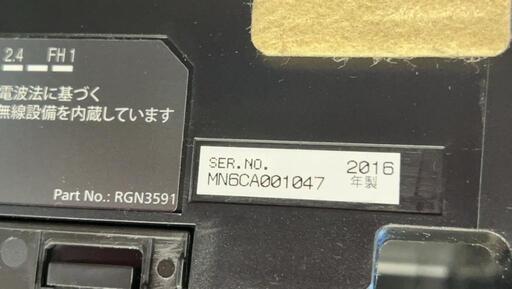 2.4 FH 1
電波法に基づく
無線設備を内蔵しています
Part No.: RGN3591
SER.NO. 2016
MN6CA001047 年製